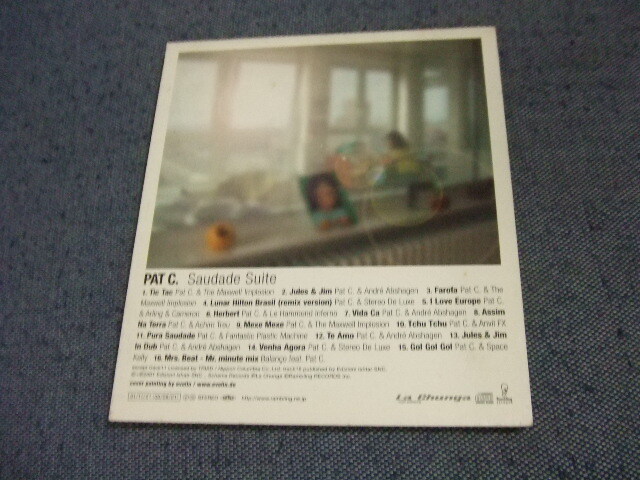 PAT C. Saudade Suite
1. Tic Tac Pat C. & The Maxwell Implosion 2. Jules & Jim Pat C. & André Abshagen 3. Farofa Pat C. & The
Maxwell Implosion 4. Lunar Hilton Brasil (remix version) Pat C. & Stereo De Luxe 5. I Love Europe Pat C.
& Arling & Cameron 6. Herbert Pat C. & Le Hammond Inferno 7. Vida Ca Pat C. & André Abshagen 8. Assim
Na Terra Pat C. & 9. Mexe Mexe Pat C. & The Maxwell Implosion 10. Tchu Tchu Pat C. & Anvil FX
11. Pura Saudade Pat C. & Fantastic Plastic Machine 12. Te Amo Pat C. & André Abshagen 13. Jules & Jim
In Dub Pat C. & André Abshagen 14. Venha Agora Pat C. & Stereo De Luxe 15. Gol Gol Gol Pat C. & Space
Kelly 16. Mrs. Beat - Mr. minute mix Balanço feat. Pat C.
cover painting by
STEREO
La Chunga